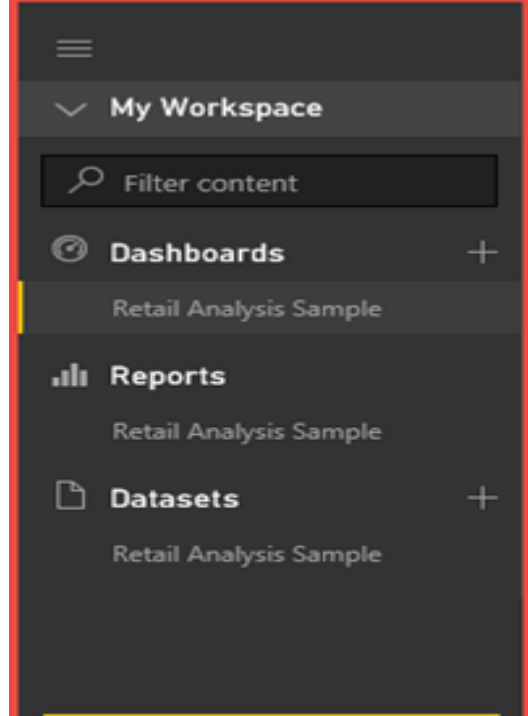 My Workspace
Filter content
Dashboards
Retail Analysis Sample
Reports
Retail Analysis Sample
Datasets
Retail Analysis Sample